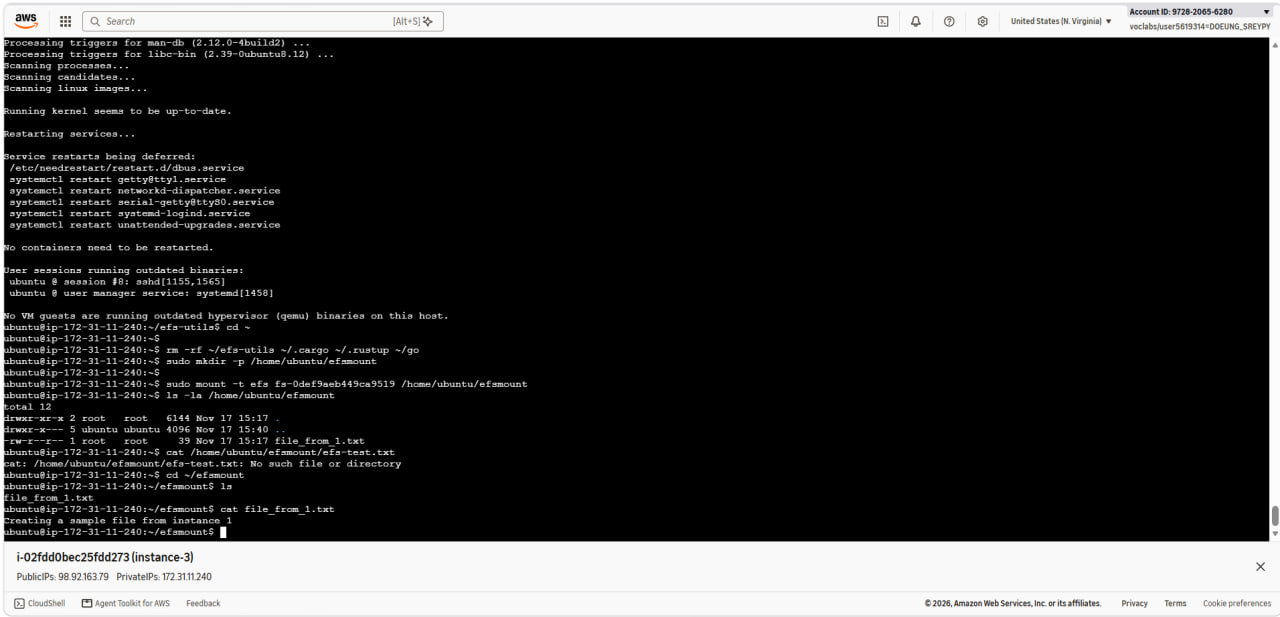 aws
Search
[Alt+S]
United States (N. Virginia)
Account ID: 9728-2065-6280
voclabs/user5619314=DOEUNG_SREYPY
Processing triggers for man-db (2.12.0-4build2) ...
Processing triggers for libc-bin (2.39-0ubuntu8.12) ...
Scanning processes...
Scanning candidates...
Scanning linux images...
Running kernel seems to be up-to-date.
Restarting services...
Service restarts being deferred:
/etc/needrestart/restart.d/dbus.service
systemctl restart getty@tty1.service
systemctl restart networkd-dispatcher.service
systemctl restart serial-getty@ttyS0.service
systemctl restart systemd-logind.service
systemctl restart unattended-upgrades.service
No containers need to be restarted.
User sessions running outdated binaries:
ubuntu @ session #8: sshd[1155,1565]
ubuntu @ user manager service: systemd[1458]
No VM guests are running outdated hypervisor (qemu) binaries on this host.
ubuntu@ip-172-31-11-240:~/efs-utils$ cd ~
ubuntu@ip-172-31-11-240:~$
ubuntu@ip-172-31-11-240:~$ rm -rf ~/efs-utils ~/.cargo ~/.rustup ~/go
ubuntu@ip-172-31-11-240:~$ sudo mkdir -p /home/ubuntu/efsmount
ubuntu@ip-172-31-11-240:~$
ubuntu@ip-172-31-11-240:~$ sudo mount -t efs fs-0def9aeb449ca9519 /home/ubuntu/efsmount
ubuntu@ip-172-31-11-240:~$ ls -la /home/ubuntu/efsmount
total 12
drwxr-xr-x 2 root   root   6144 Nov 17 15:17 .
drwxr-x--- 5 ubuntu ubuntu 4096 Nov 17 15:40 ..
-rw-r--r-- 1 root   root     39 Nov 17 15:17 file_from_1.txt
ubuntu@ip-172-31-11-240:~$ cat /home/ubuntu/efsmount/efs-test.txt
cat: /home/ubuntu/efsmount/efs-test.txt: No such file or directory
ubuntu@ip-172-31-11-240:~$ cd ~/efsmount
ubuntu@ip-172-31-11-240:~/efsmount$ ls
file_from_1.txt
ubuntu@ip-172-31-11-240:~/efsmount$ cat file_from_1.txt
Creating a sample file from instance 1
ubuntu@ip-172-31-11-240:~/efsmount$
i-02fdd0bec25fdd273 (instance-3)
PublicIPs: 98.92.163.79 PrivateIPs: 172.31.11.240
CloudShell Agent Toolkit for AWS Feedback © 2026, Amazon Web Services, Inc. or its affiliates. Privacy Terms Cookie preferences